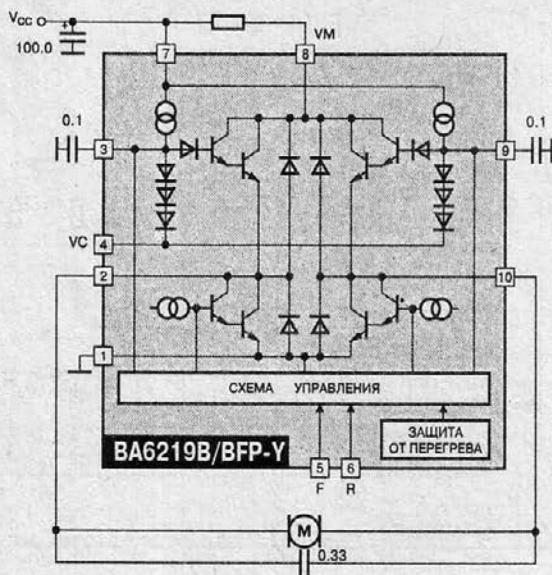 Vcc
+
100.0
VM
7
8
0.1
3
9
0.1
VC
4
2
10
1
СХЕМА УПРАВЛЕНИЯ
ЗАЩИТА
ОТ ПЕРЕГРЕВА
BA6219B/BFP-Y
5
6
F
R
M
0.33